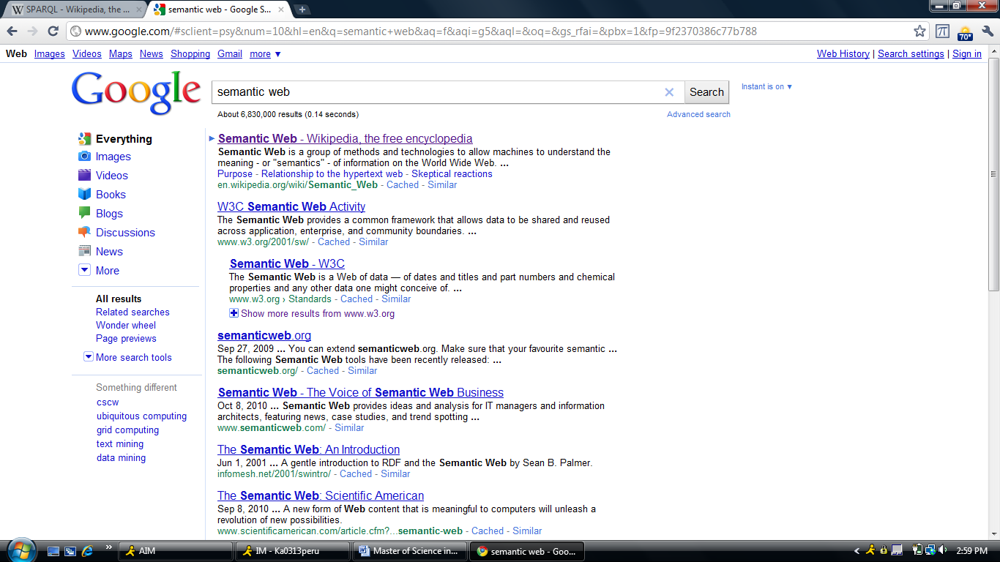 SPARQL - Wikipedia, the ...
semantic web - Google S...
www.google.com/#sclient=psy&num=10&hl=en&q=semantic+web&aq=f&aqi=g5&aql=&oq=&gs_rfai=&pbx=1&fp=9f2370386c77b788
70°
Web Images Videos Maps News Shopping Gmail more ▼
Web History | Search settings | Sign in
Google
semantic web
Search
Instant is on ▼
About 6,830,000 results (0.14 seconds)
Advanced search
Everything
Images
Videos
Books
Blogs
Discussions
News
More
All results
Related searches
Wonder wheel
Page previews
More search tools
Something different
cscw
ubiquitous computing
grid computing
text mining
data mining
Semantic Web - Wikipedia, the free encyclopedia
Semantic Web is a group of methods and technologies to allow machines to understand the
meaning - or "semantics" - of information on the World Wide Web. ...
Purpose - Relationship to the hypertext web - Skeptical reactions
en.wikipedia.org/wiki/Semantic_Web - Cached - Similar
W3C Semantic Web Activity
The Semantic Web provides a common framework that allows data to be shared and reused
across application, enterprise, and community boundaries. ...
www.w3.org/2001/sw/ - Cached - Similar
Semantic Web - W3C
The Semantic Web is a Web of data — of dates and titles and part numbers and chemical
properties and any other data one might conceive of. ...
www.w3.org › Standards - Cached - Similar
Show more results from www.w3.org
semanticweb.org
Sep 27, 2009 ... You can extend semanticweb.org. Make sure that your favourite semantic ...
The following Semantic Web tools have been recently released: ...
semanticweb.org/ - Cached - Similar
Semantic Web - The Voice of Semantic Web Business
Oct 8, 2010 ... Semantic Web provides ideas and analysis for IT managers and information
architects, featuring news, case studies, and trend spotting ...
www.semanticweb.com/ - Similar
The Semantic Web: An Introduction
Jun 1, 2001 ... A gentle introduction to RDF and the Semantic Web by Sean B. Palmer.
infomesh.net/2001/swintro/ - Cached - Similar
The Semantic Web: Scientific American
Sep 8, 2010 ... A new form of Web content that is meaningful to computers will unleash a
revolution of new possibilities.
www.scientificamerican.com/article.cfm?...semantic-web - Cached - Similar
AIM
IM - Ka0313peru
Master of Science in...
semantic web - Goo...
2:59 PM